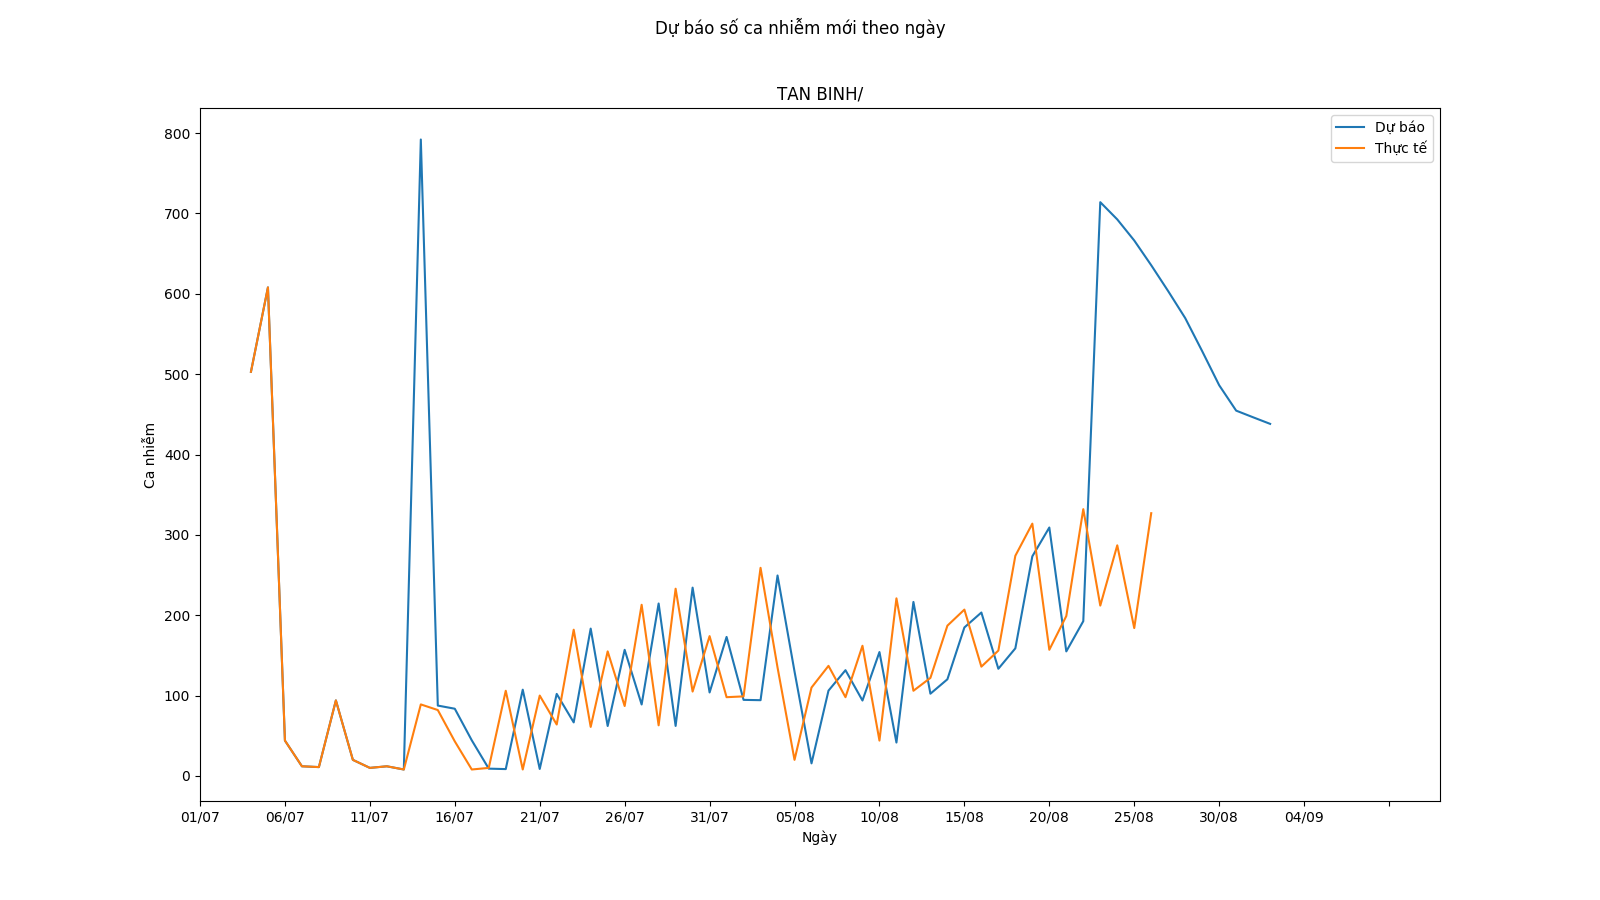 Dự báo số ca nhiễm mới theo ngày
TAN BINH/
Dự báo
Thực tế
Ca nhiễm
800
700
600
500
400
300
200
100
0
01/07 06/07 11/07 16/07 21/07 26/07 31/07 05/08 10/08 15/08 20/08 25/08 30/08 04/09
Ngày